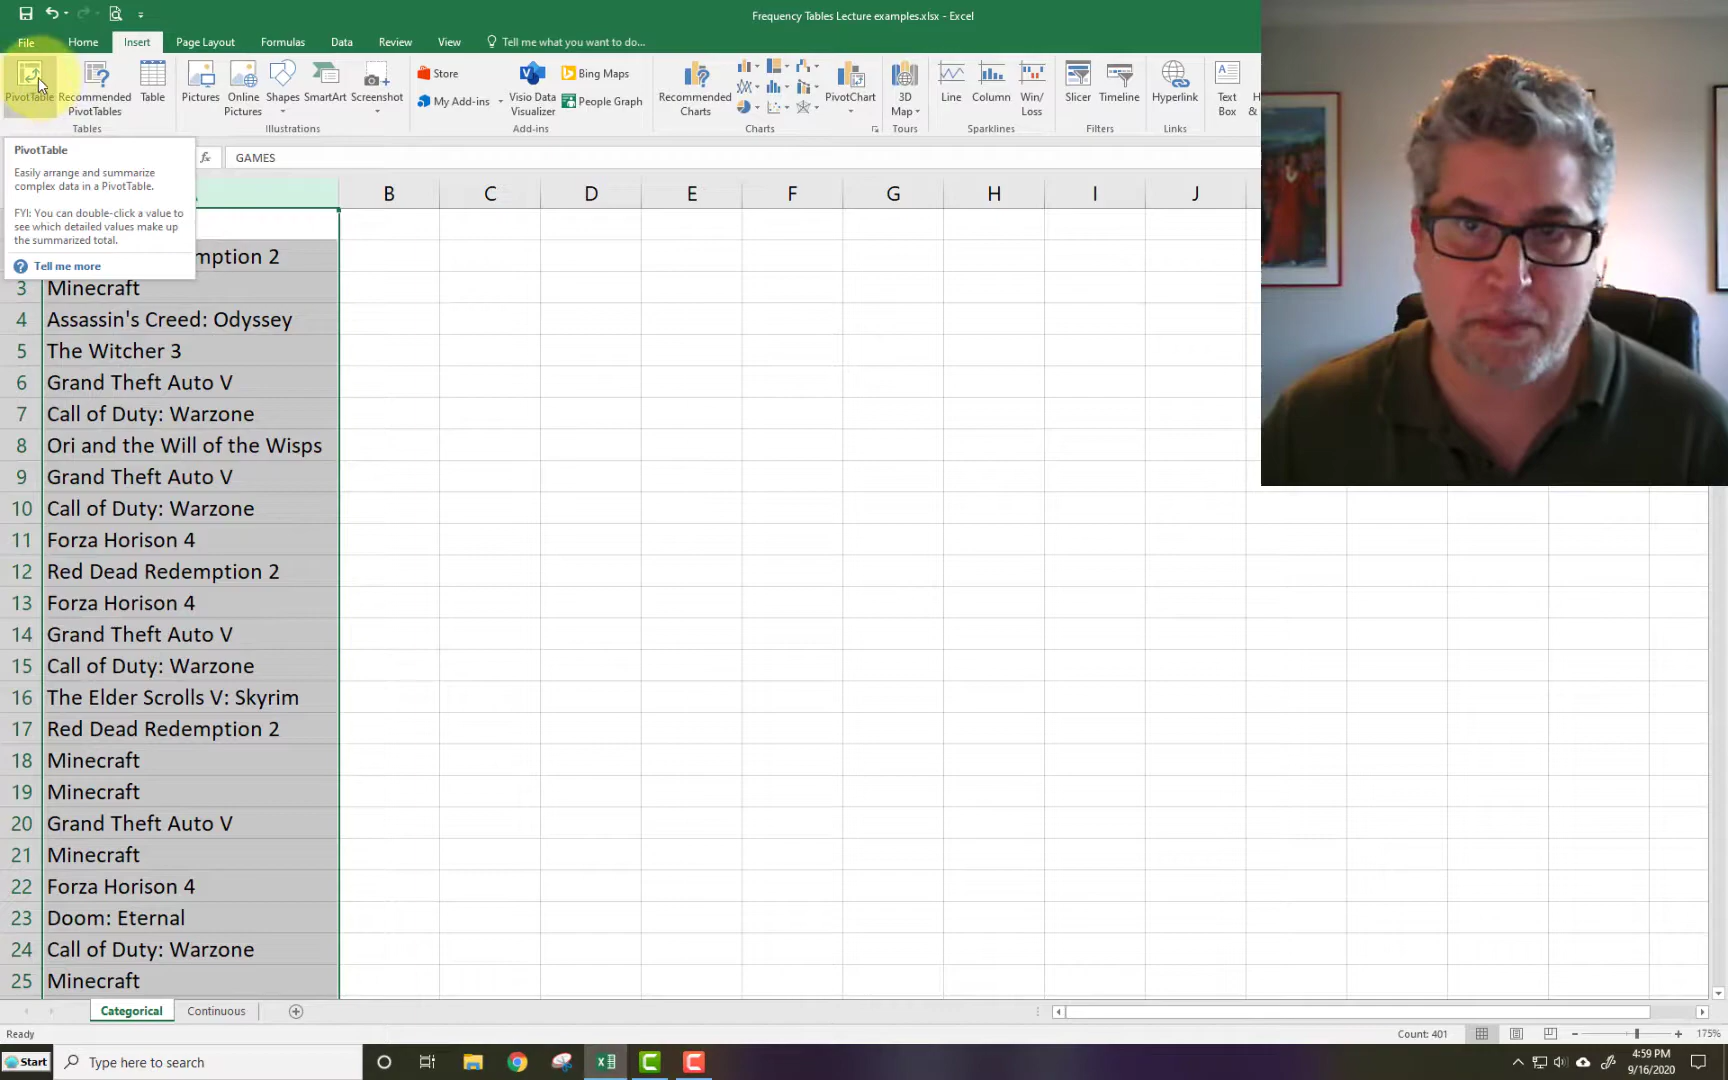 Frequency Tables Lecture examples.xlsx - Excel
File Home Insert Page Layout Formulas Data Review View Tell me what you want to do...
PivotTable
Recommended
PivotTables
Table
Tables
Pictures
Online
Pictures
Shapes
SmartArt
Screenshot
Illustrations
Store
My Add-ins
Visio Data
Visualizer
Bing Maps
People Graph
Add-ins
Recommended
Charts
PivotChart
Charts
3D
Map
Tours
Line
Column
Win/
Loss
Sparklines
Slicer
Timeline
Filters
Hyperlink
Links
Text
Box
fx GAMES
PivotTable
Easily arrange and summarize
complex data in a PivotTable.
FYI: You can double-click a value to
see which detailed values make up
the summarized total.
Tell me more
B C D E F G H I J
mption 2
3 Minecraft
4 Assassin's Creed: Odyssey
5 The Witcher 3
6 Grand Theft Auto V
7 Call of Duty: Warzone
8 Ori and the Will of the Wisps
9 Grand Theft Auto V
10 Call of Duty: Warzone
11 Forza Horison 4
12 Red Dead Redemption 2
13 Forza Horison 4
14 Grand Theft Auto V
15 Call of Duty: Warzone
16 The Elder Scrolls V: Skyrim
17 Red Dead Redemption 2
18 Minecraft
19 Minecraft
20 Grand Theft Auto V
21 Minecraft
22 Forza Horison 4
23 Doom: Eternal
24 Call of Duty: Warzone
25 Minecraft
Categorical Continuous
Ready Count: 401 175%
Start Type here to search
4:59 PM
9/16/2020